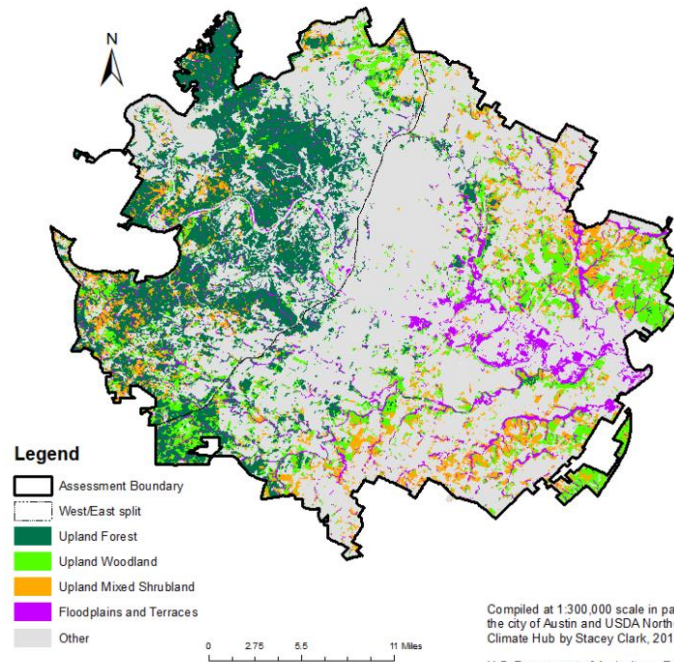 N
Legend
Assessment Boundary
West/East split
Upland Forest
Upland Woodland
Upland Mixed Shrubland
Floodplains and Terraces
Other
0 2.75 5.5 11 Miles
Compiled at 1:300,000 scale in pa
the city of Austin and USDA North
Climate Hub by Stacey Clark, 201